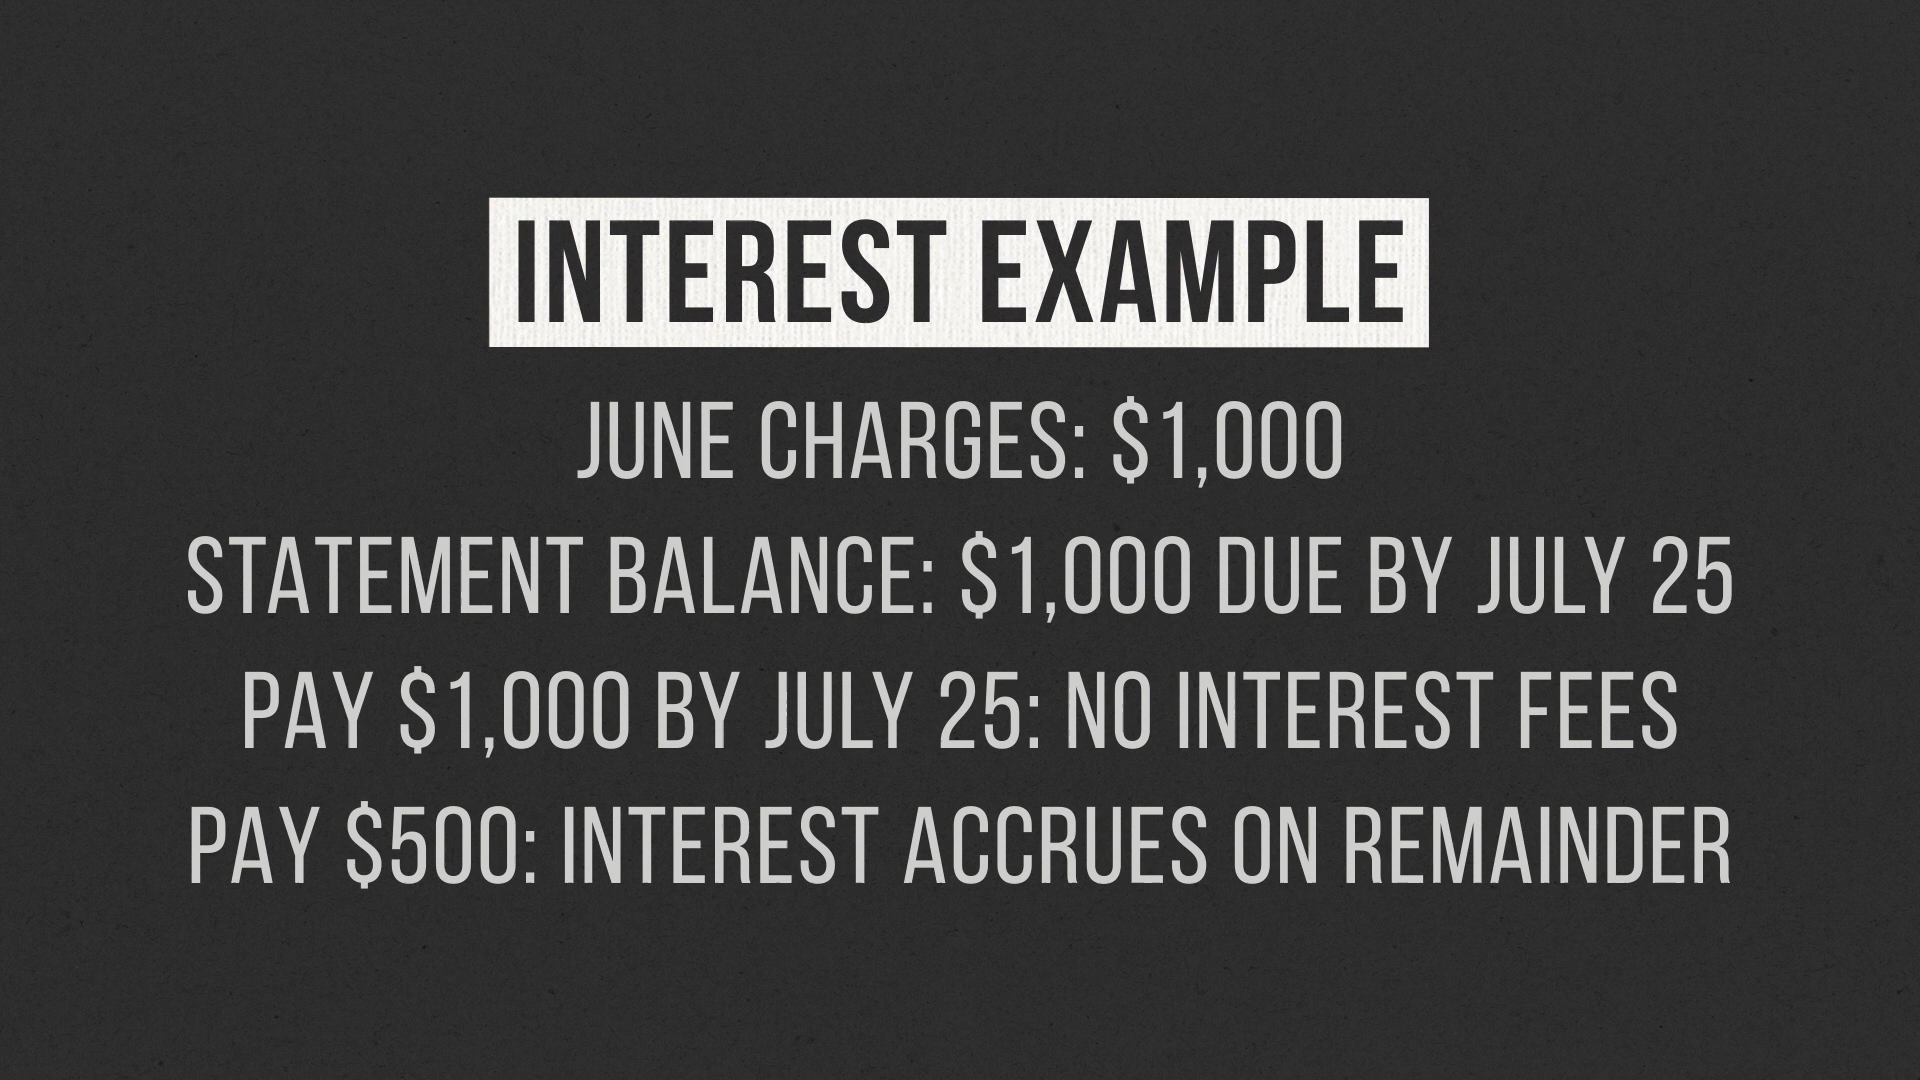 INTEREST EXAMPLE
JUNE CHARGES: $1,000
STATEMENT BALANCE: $1,000 DUE BY JULY 25
PAY $1,000 BY JULY 25: NO INTEREST FEES
PAY $500: INTEREST ACCRUES ON REMAINDER